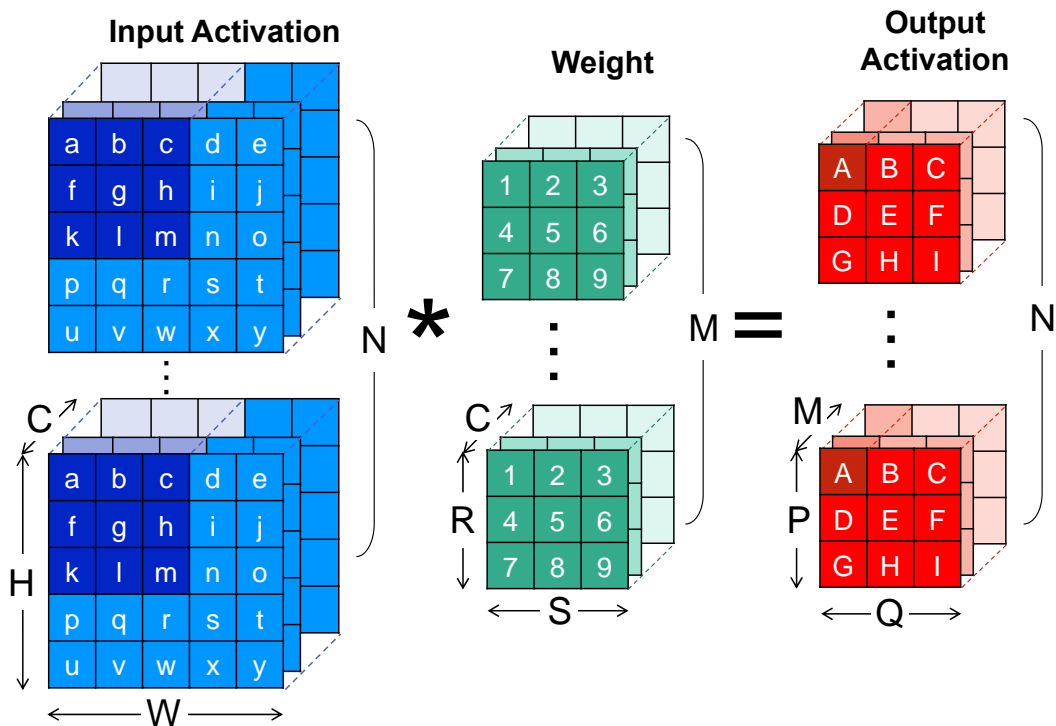 Input Activation
Weight
Output
Activation
a b c d e
f g h i j
k l m n o
p q r s t
u v w x y
N
*
1 2 3
4 5 6
7 8 9
M
=
A B C
D E F
G H I
N
C
H
a b c d e
f g h i j
k l m n o
p q r s t
u v w x y
W
C
R
1 2 3
4 5 6
7 8 9
S
M
P
A B C
D E F
G H I
Q